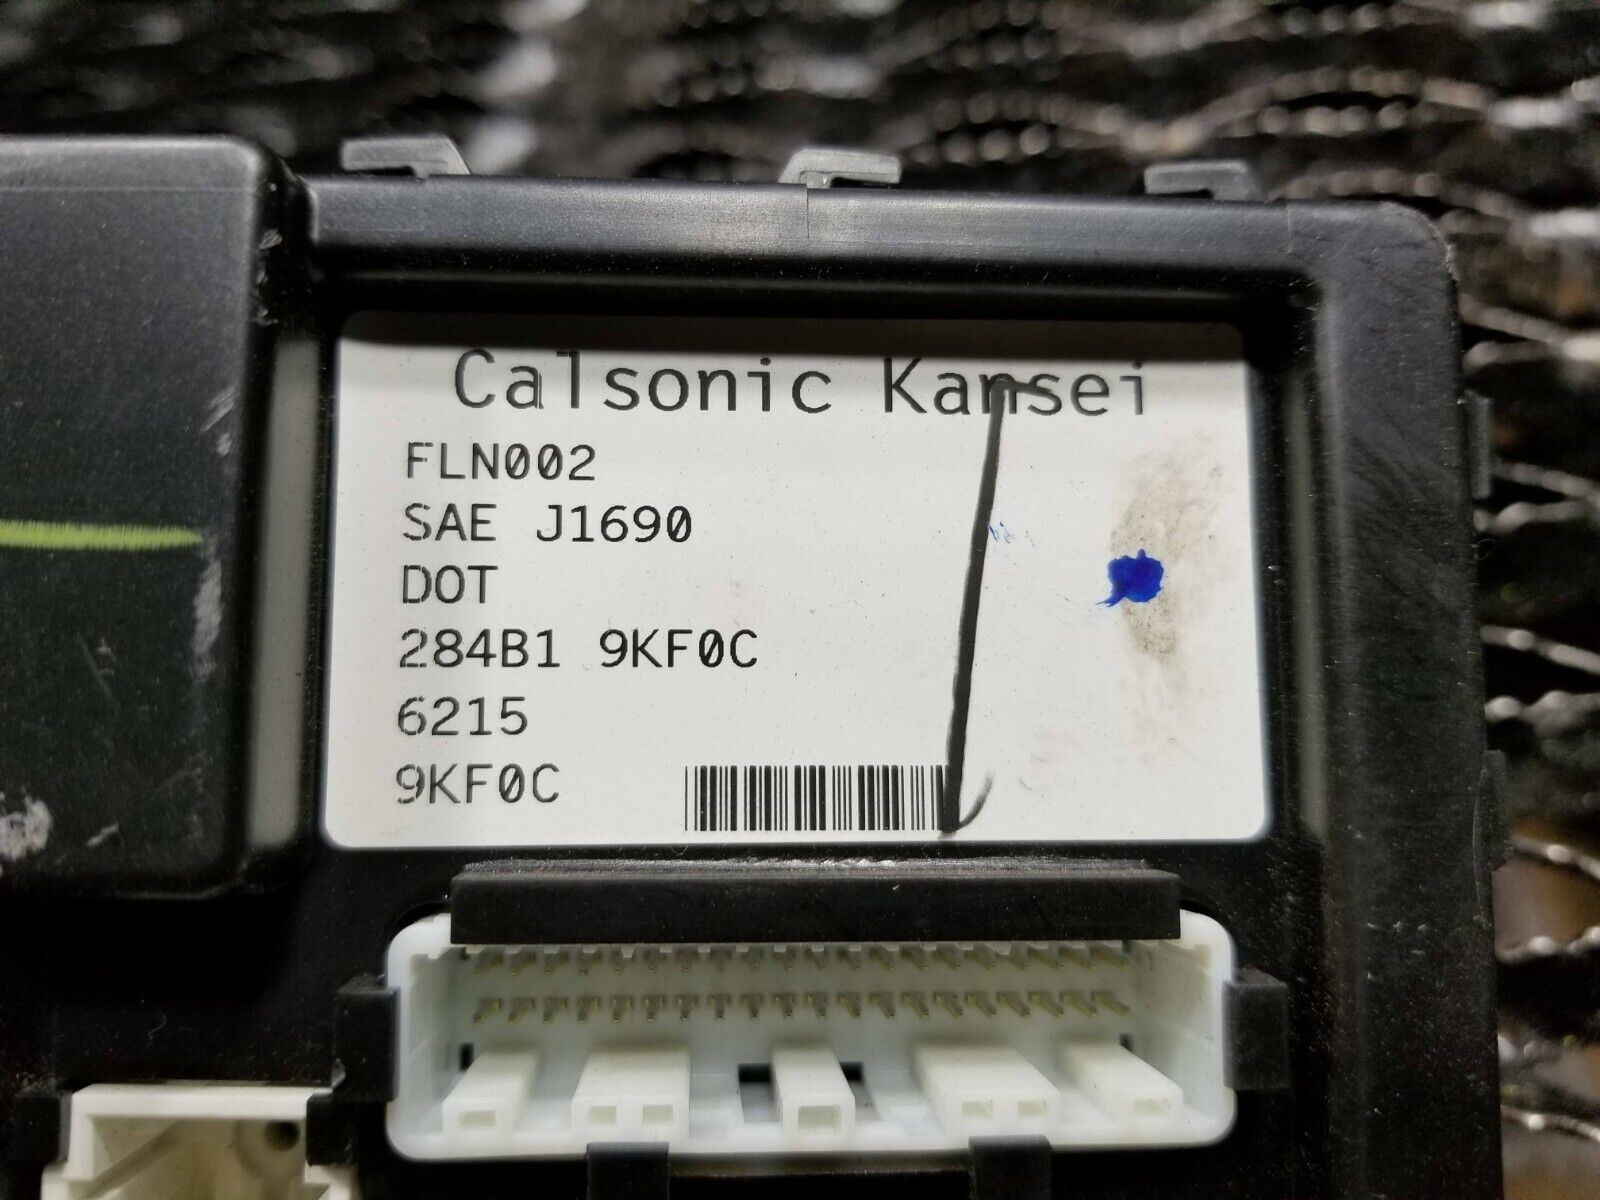 Calsonic Kansei
FLN002
SAE J1690
DOT
284B1 9KF0C
6215
9KF0C